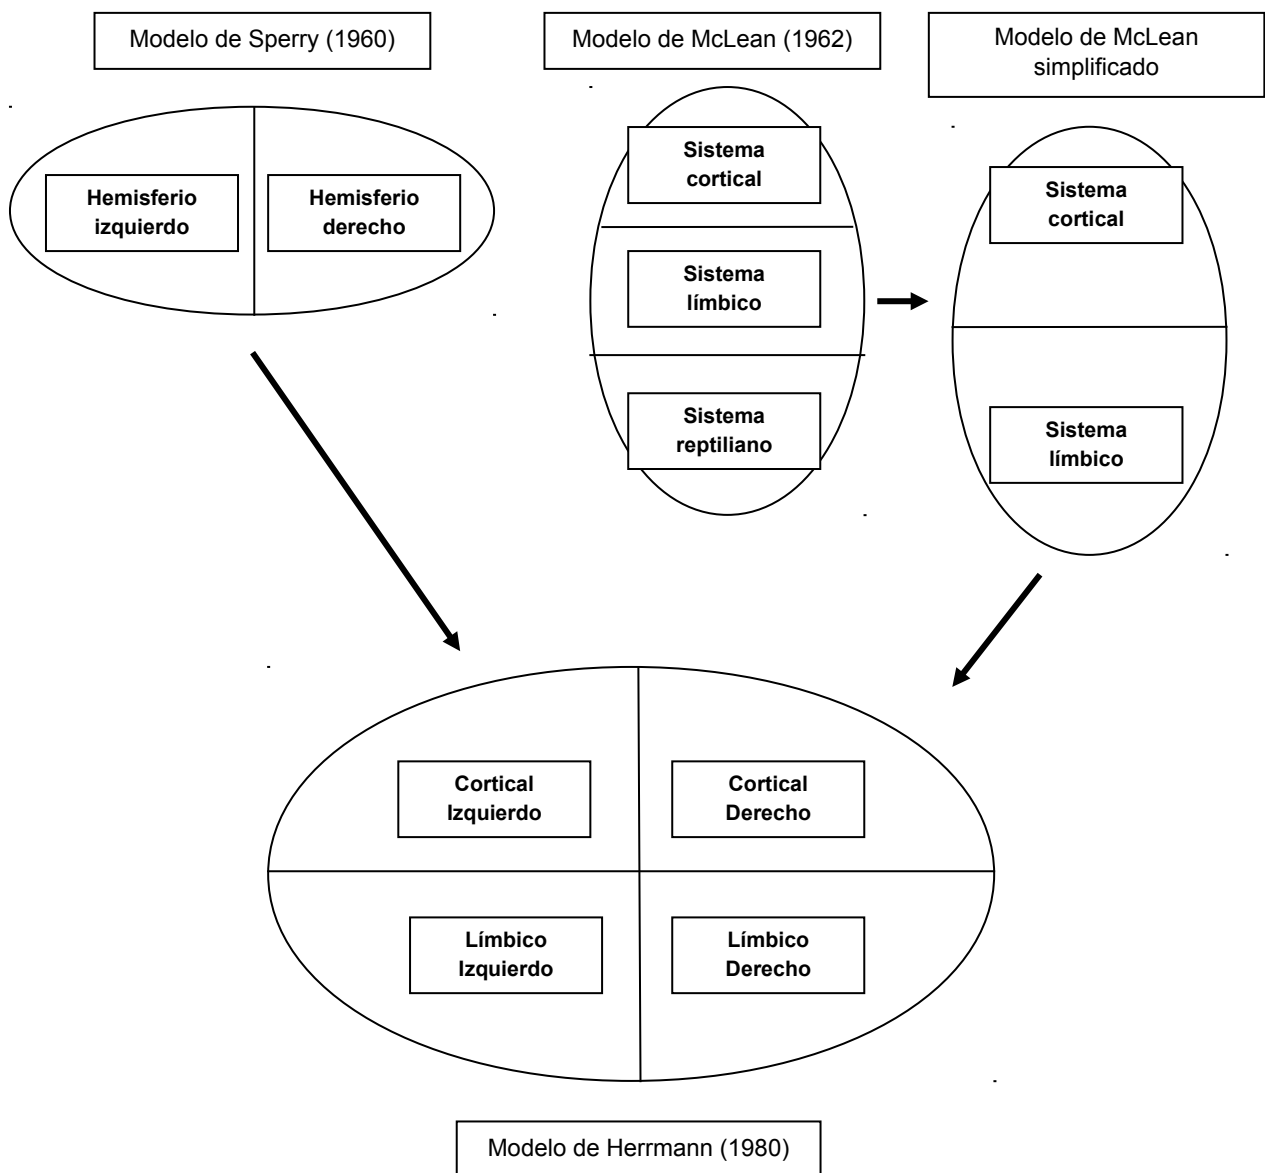 Modelo de Sperry (1960)
Modelo de McLean (1962)
Modelo de McLean
simplificado
Hemisferio
izquierdo
Hemisferio
derecho
Sistema
cortical
Sistema
límbico
Sistema
reptiliano
Sistema
cortical
Sistema
límbico
Cortical
Izquierdo
Cortical
Derecho
Límbico
Izquierdo
Límbico
Derecho
Modelo de Herrmann (1980)